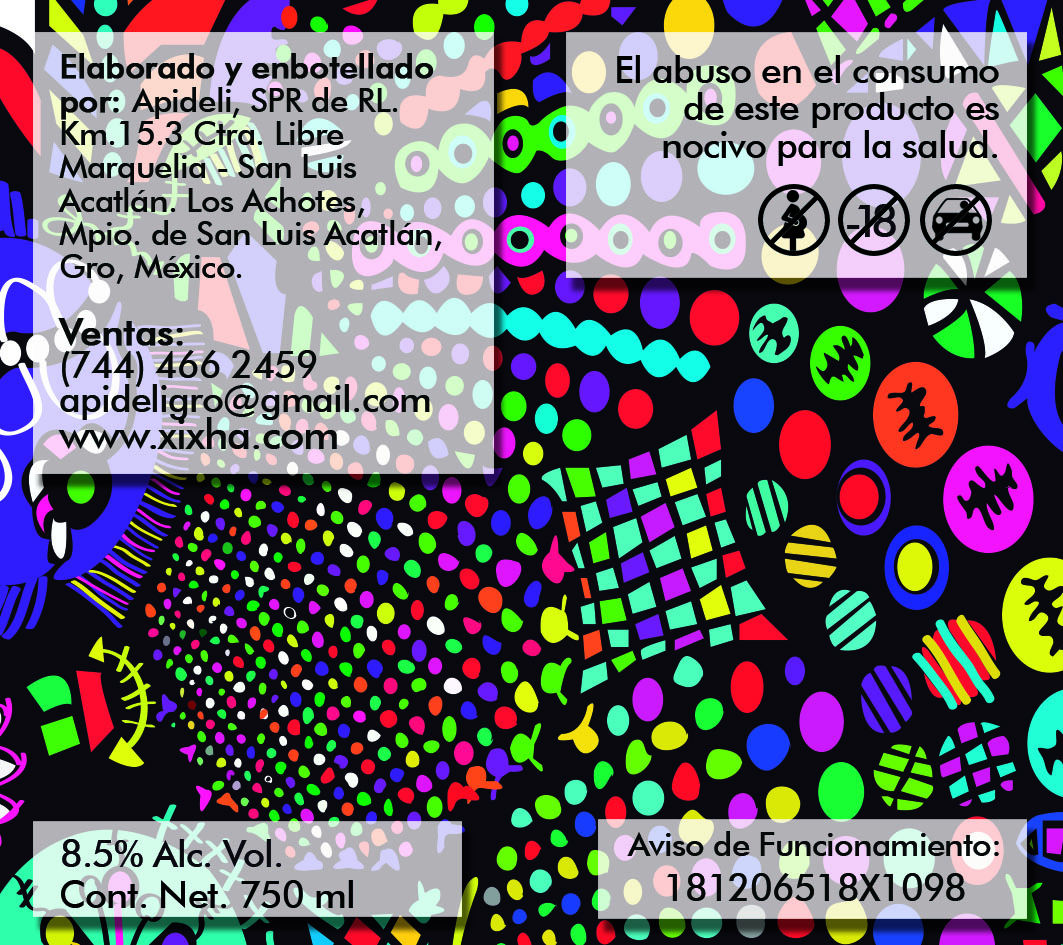 Elaborado y enbotellado
por: Apideli, SPR de RL.
Km.15.3 Ctra. Libre
Marquelia - San Luis
Acatlán. Los Achotes,
Mpio. de San Luis Acatlán,
Gro, México.
Ventas:
(744) 466 2459
apideligro@gmail.com
www.xixha.com
El abuso en el consumo
de este producto es
nocivo para la salud.
-18
8.5% Alc. Vol.
Cont. Net. 750 ml
Aviso de Funcionamiento:
181206518X1098